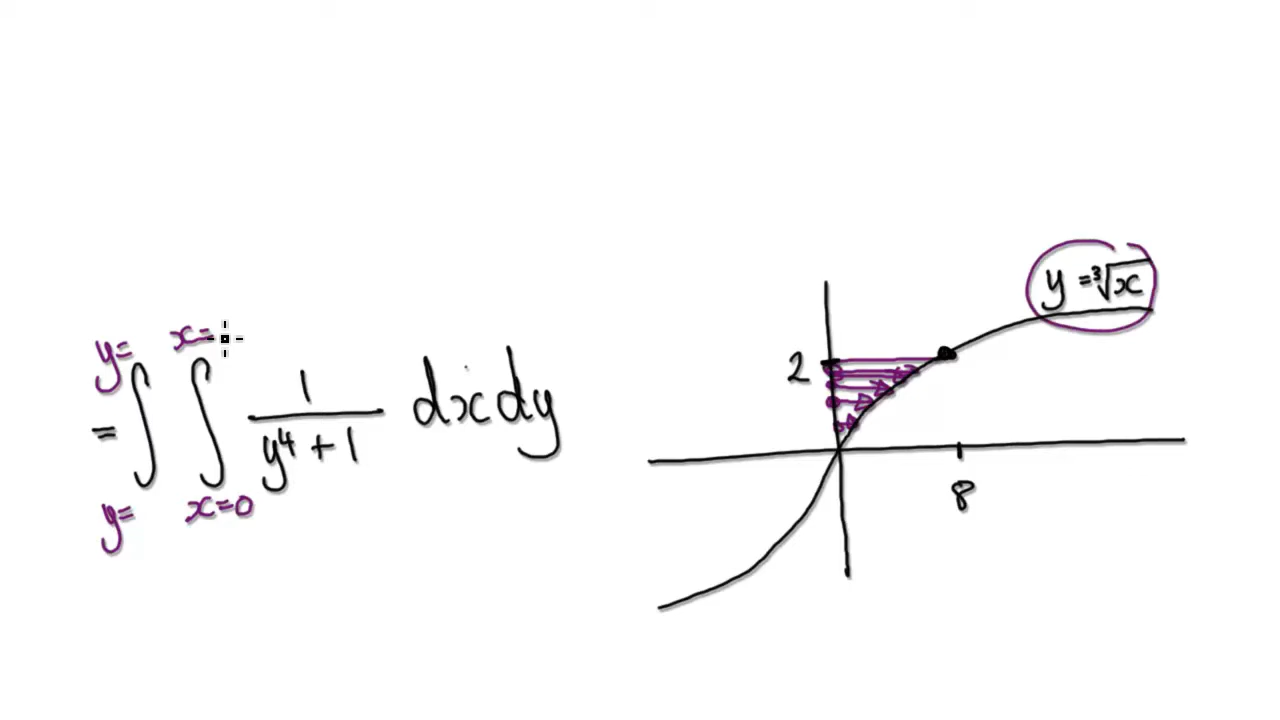 y = ∛x
y= x=
= ∫ ∫ 1/(y⁴ + 1) dx dy
y= x=0
2
8